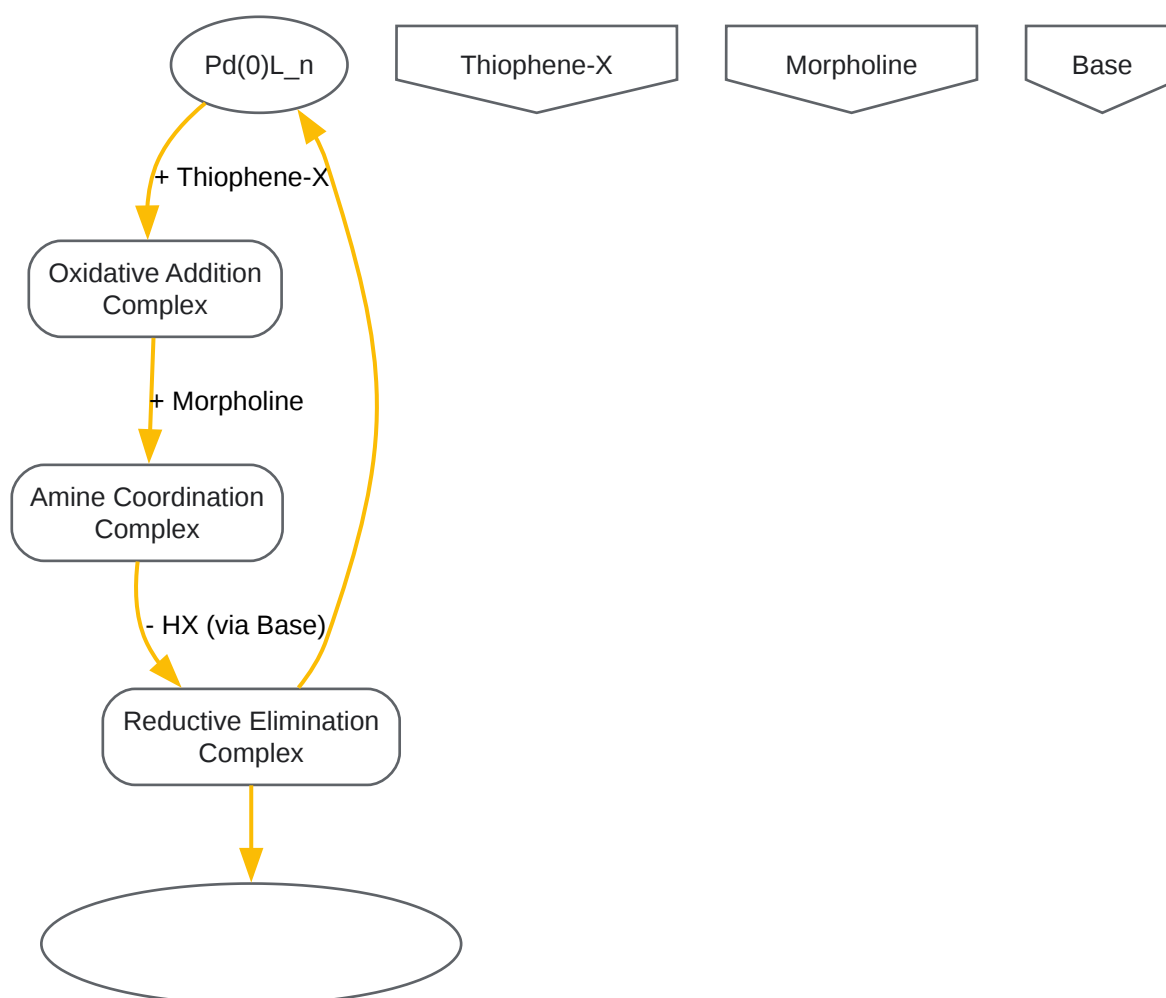 Pd(0)L_n
Thiophene-X
Morpholine
Base
+ Thiophene-X
Oxidative Addition
Complex
+ Morpholine
Amine Coordination
Complex
- HX (via Base)
Reductive Elimination
Complex